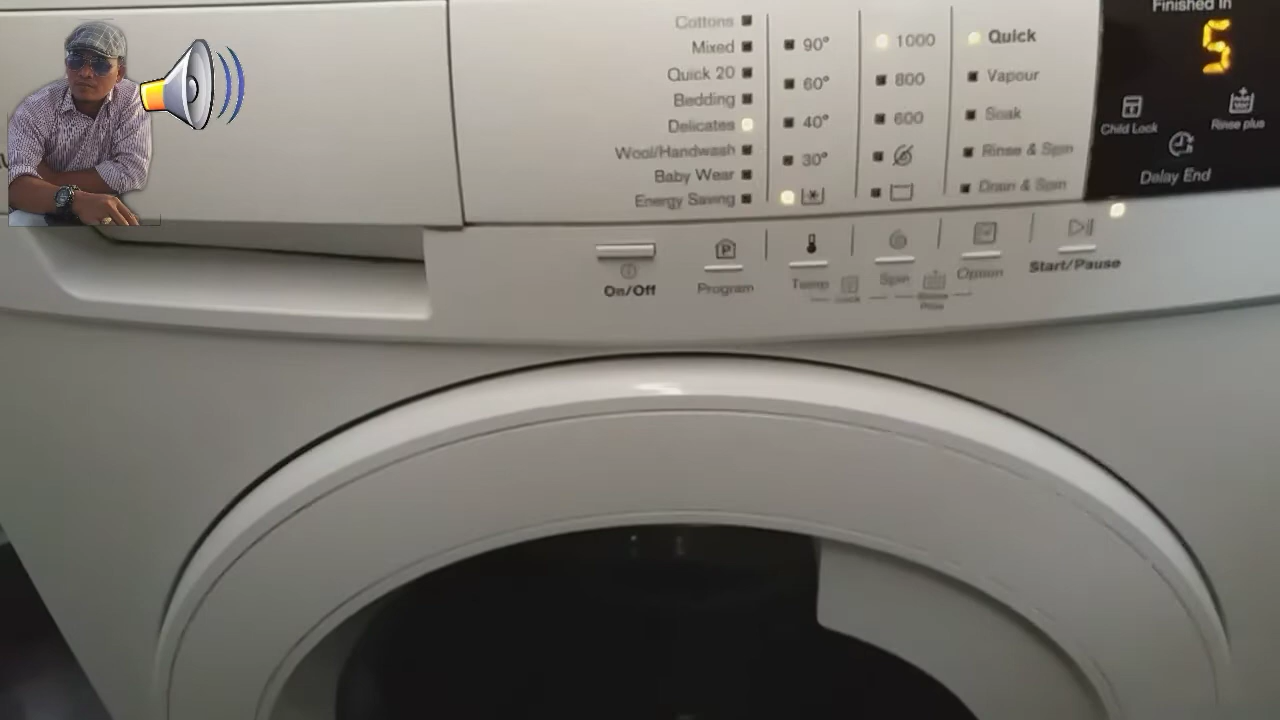 Cottons
Mixed
Quick 20
Bedding
Delicates
Wool/Handwash
Baby Wear
Energy Saving
90°
60°
40°
30°
1000
800
600
Quick
Vapour
Soak
Rinse & Spin
Drain & Spin
Finished In
5
Child Lock
Rinse plus
Delay End
On/Off
P
Program
Temp
Spin
Option
Start/Pause